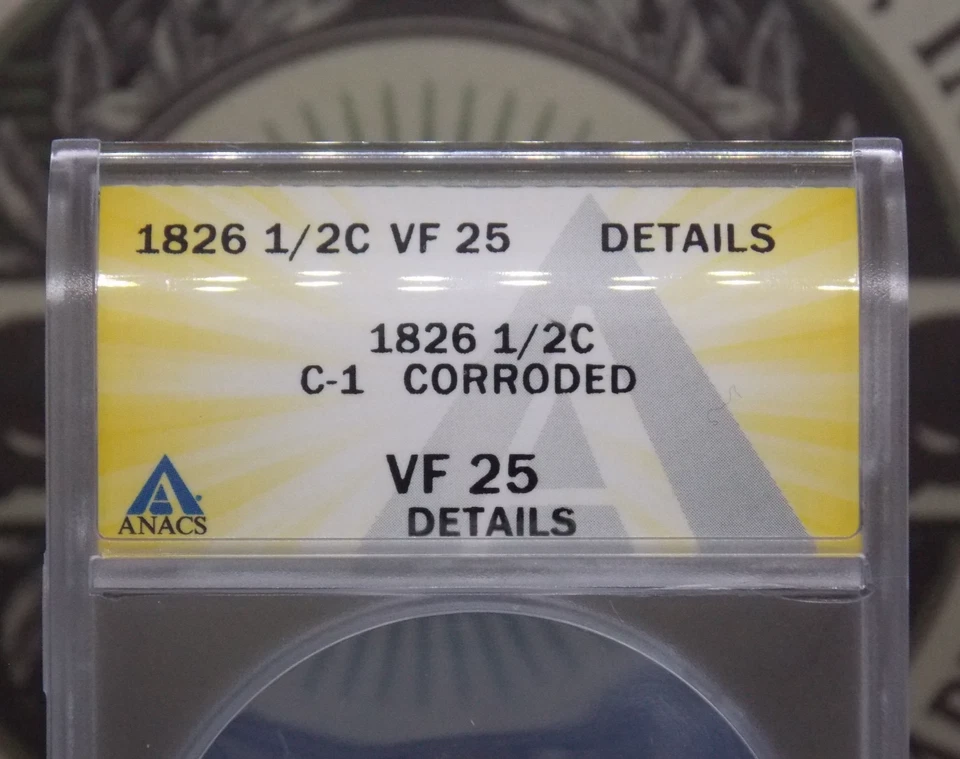 1826 1/2C VF 25 DETAILS
1826 1/2C
C-1 CORRODED
VF 25
DETAILS
ANACS